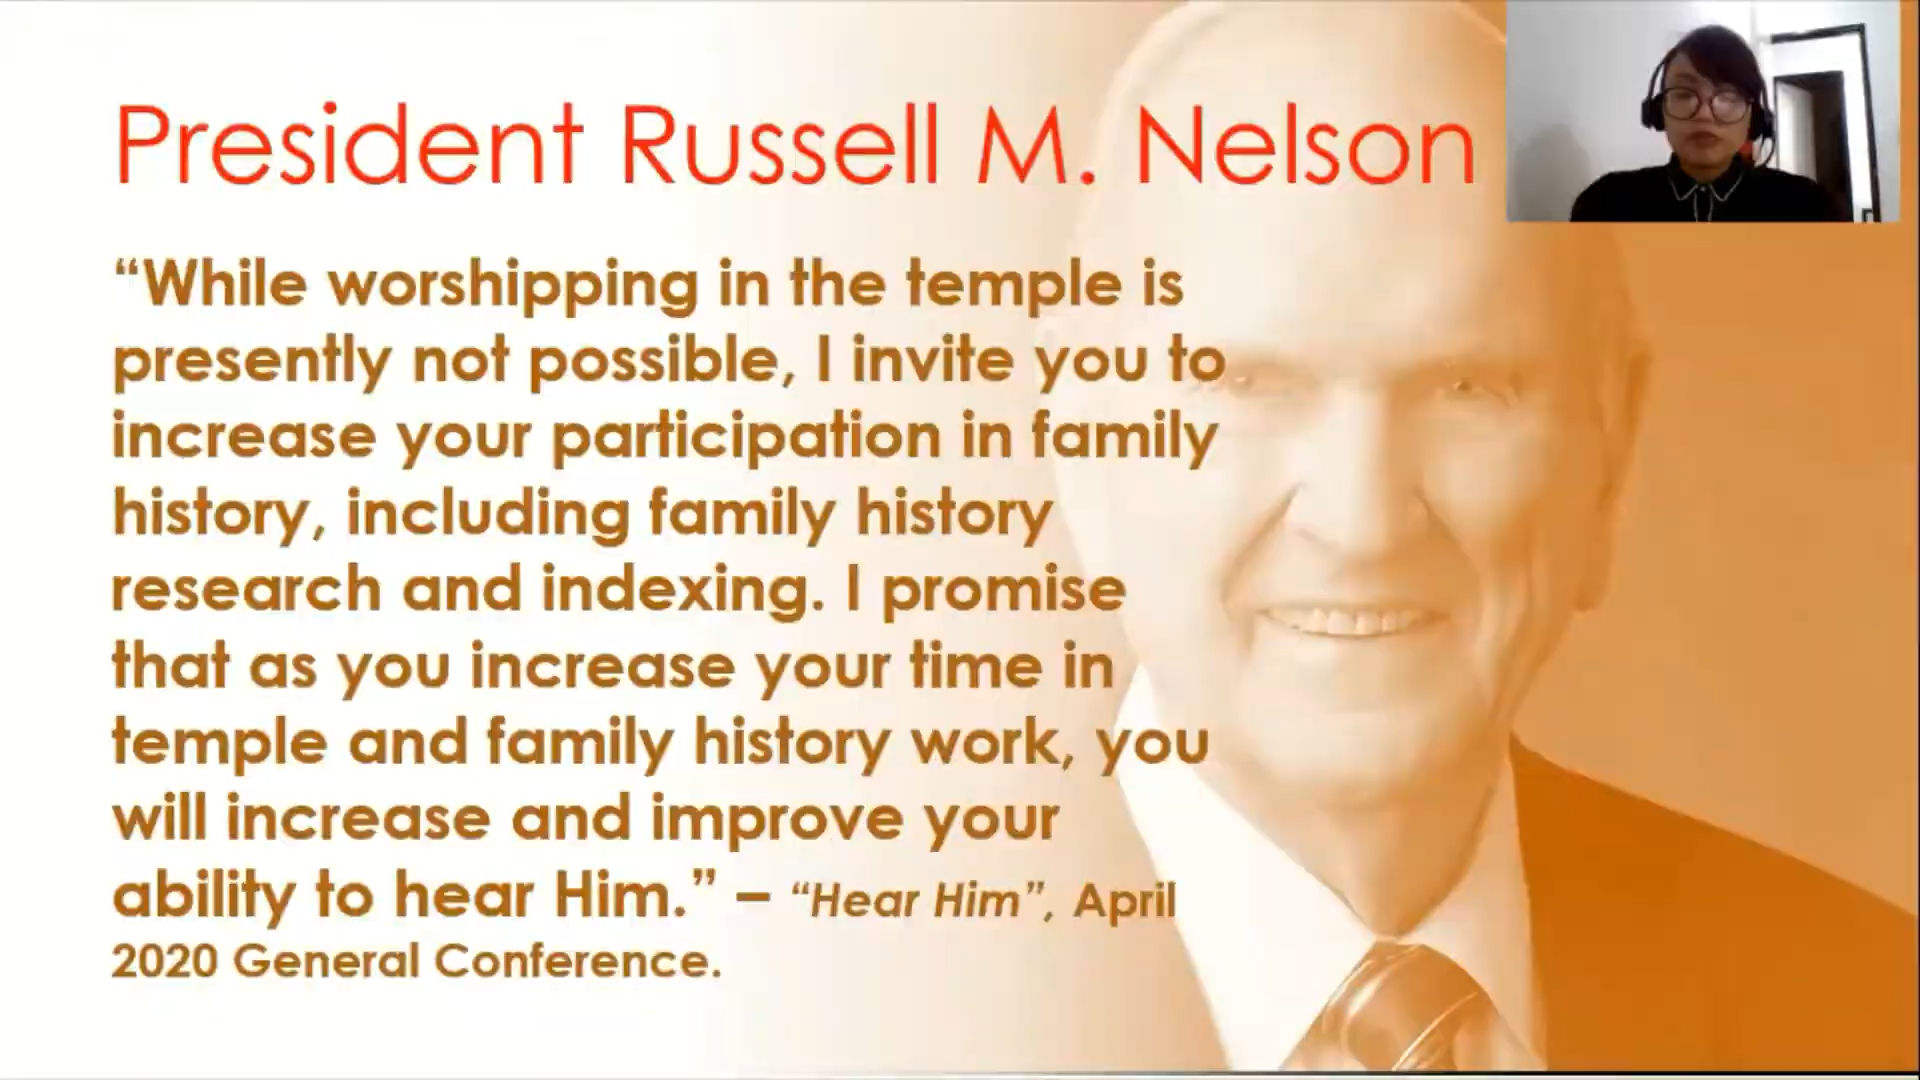 President Russell M. Nelson
“While worshipping in the temple is
presently not possible, I invite you to
increase your participation in family
history, including family history
research and indexing. I promise
that as you increase your time in
temple and family history work, you
will increase and improve your
ability to hear Him.” – “Hear Him”, April
2020 General Conference.